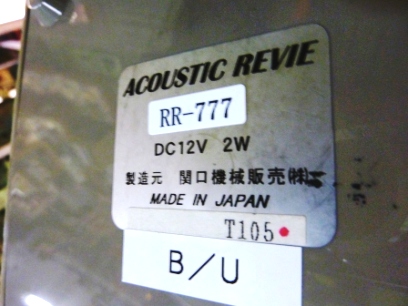 ACOUSTIC REVIE
RR-777
DC12V 2W
製造元 関口機械販売㈱
MADE IN JAPAN
T105
B/U